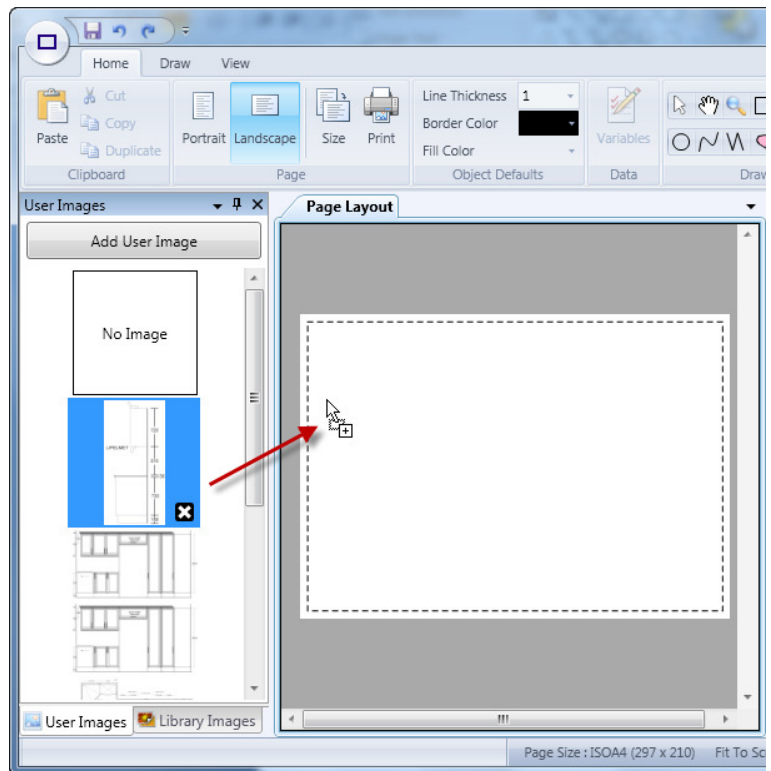 Home Draw View
Cut
Copy
Duplicate
Paste
Clipboard
Portrait Landscape Size Print
Page
Line Thickness 1
Border Color
Fill Color
Object Defaults
Variables
Data
Draw
User Images
Add User Image
No Image
User Images Library Images
Page Layout
Page Size : ISOA4 (297 x 210) Fit To Sc